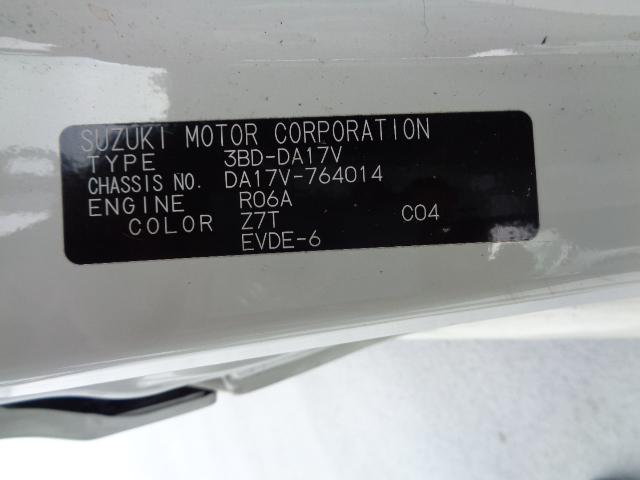 SUZUKI MOTOR CORPORATION
TYPE 3BD-DA17V
CHASSIS NO. DA17V-764014
ENGINE R06A
COLOR Z7T C04
EVDE-6